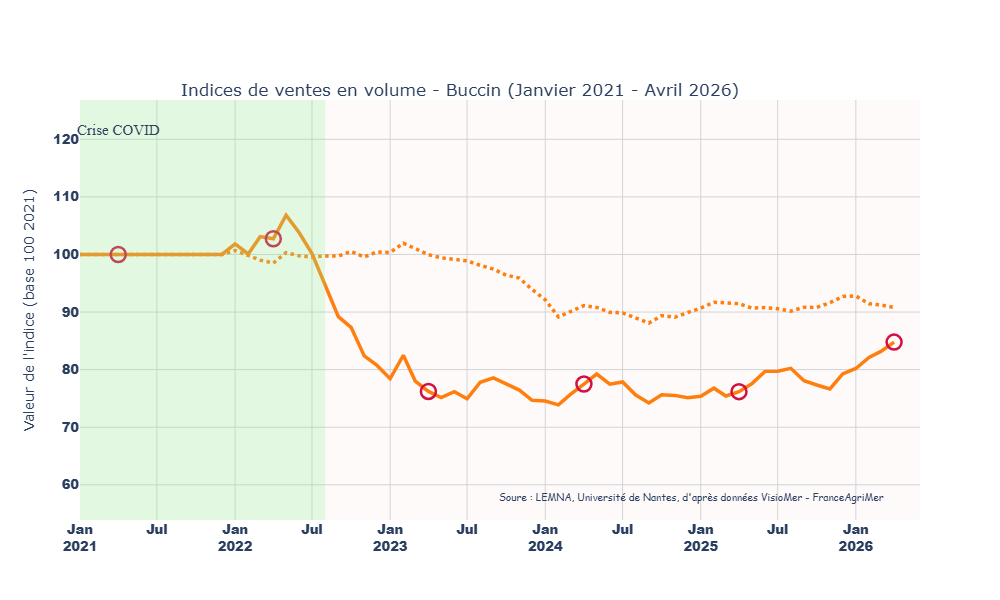 Indices de ventes en volume - Buccin (Janvier 2021 - Avril 2026)
Crise COVID
Valeur de l'indice (base 100 2021)
120
110
100
90
80
70
60
Soure : LEMNA, Université de Nantes, d'après données VisioMer - FranceAgriMer
Jan Jul Jan Jul Jan Jul Jan Jul Jan Jul Jan
2021 2022 2023 2024 2025 2026